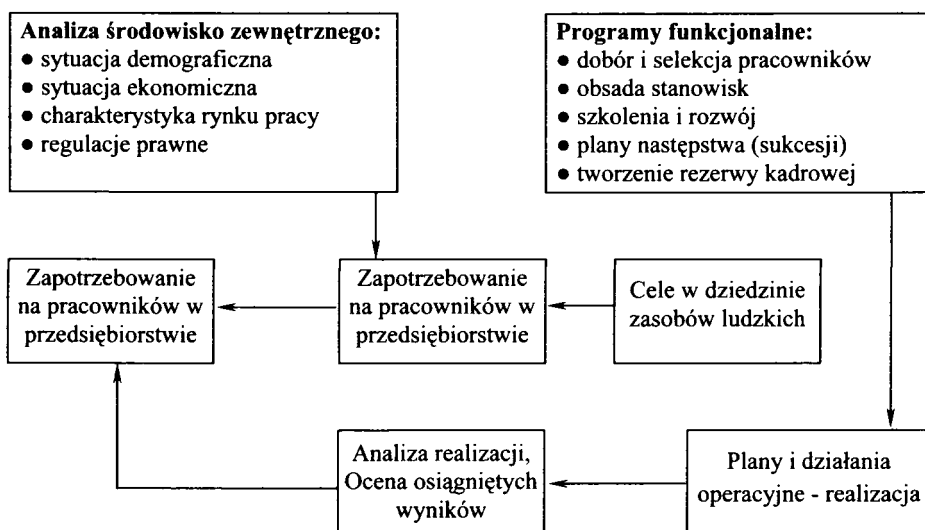 Analiza środowisko zewnętrznego:
● sytuacja demograficzna
● sytuacja ekonomiczna
● charakterystyka rynku pracy
● regulacje prawne
Programy funkcjonalne:
● dobór i selekcja pracowników
● obsada stanowisk
● szkolenia i rozwój
● plany następstwa (sukcesji)
● tworzenie rezerwy kadrowej
Zapotrzebowanie
na pracowników w
przedsiębiorstwie
Zapotrzebowanie
na pracowników w
przedsiębiorstwie
Cele w dziedzinie
zasobów ludzkich
Analiza realizacji,
Ocena osiągniętych
wyników
Plany i działania
operacyjne - realizacja